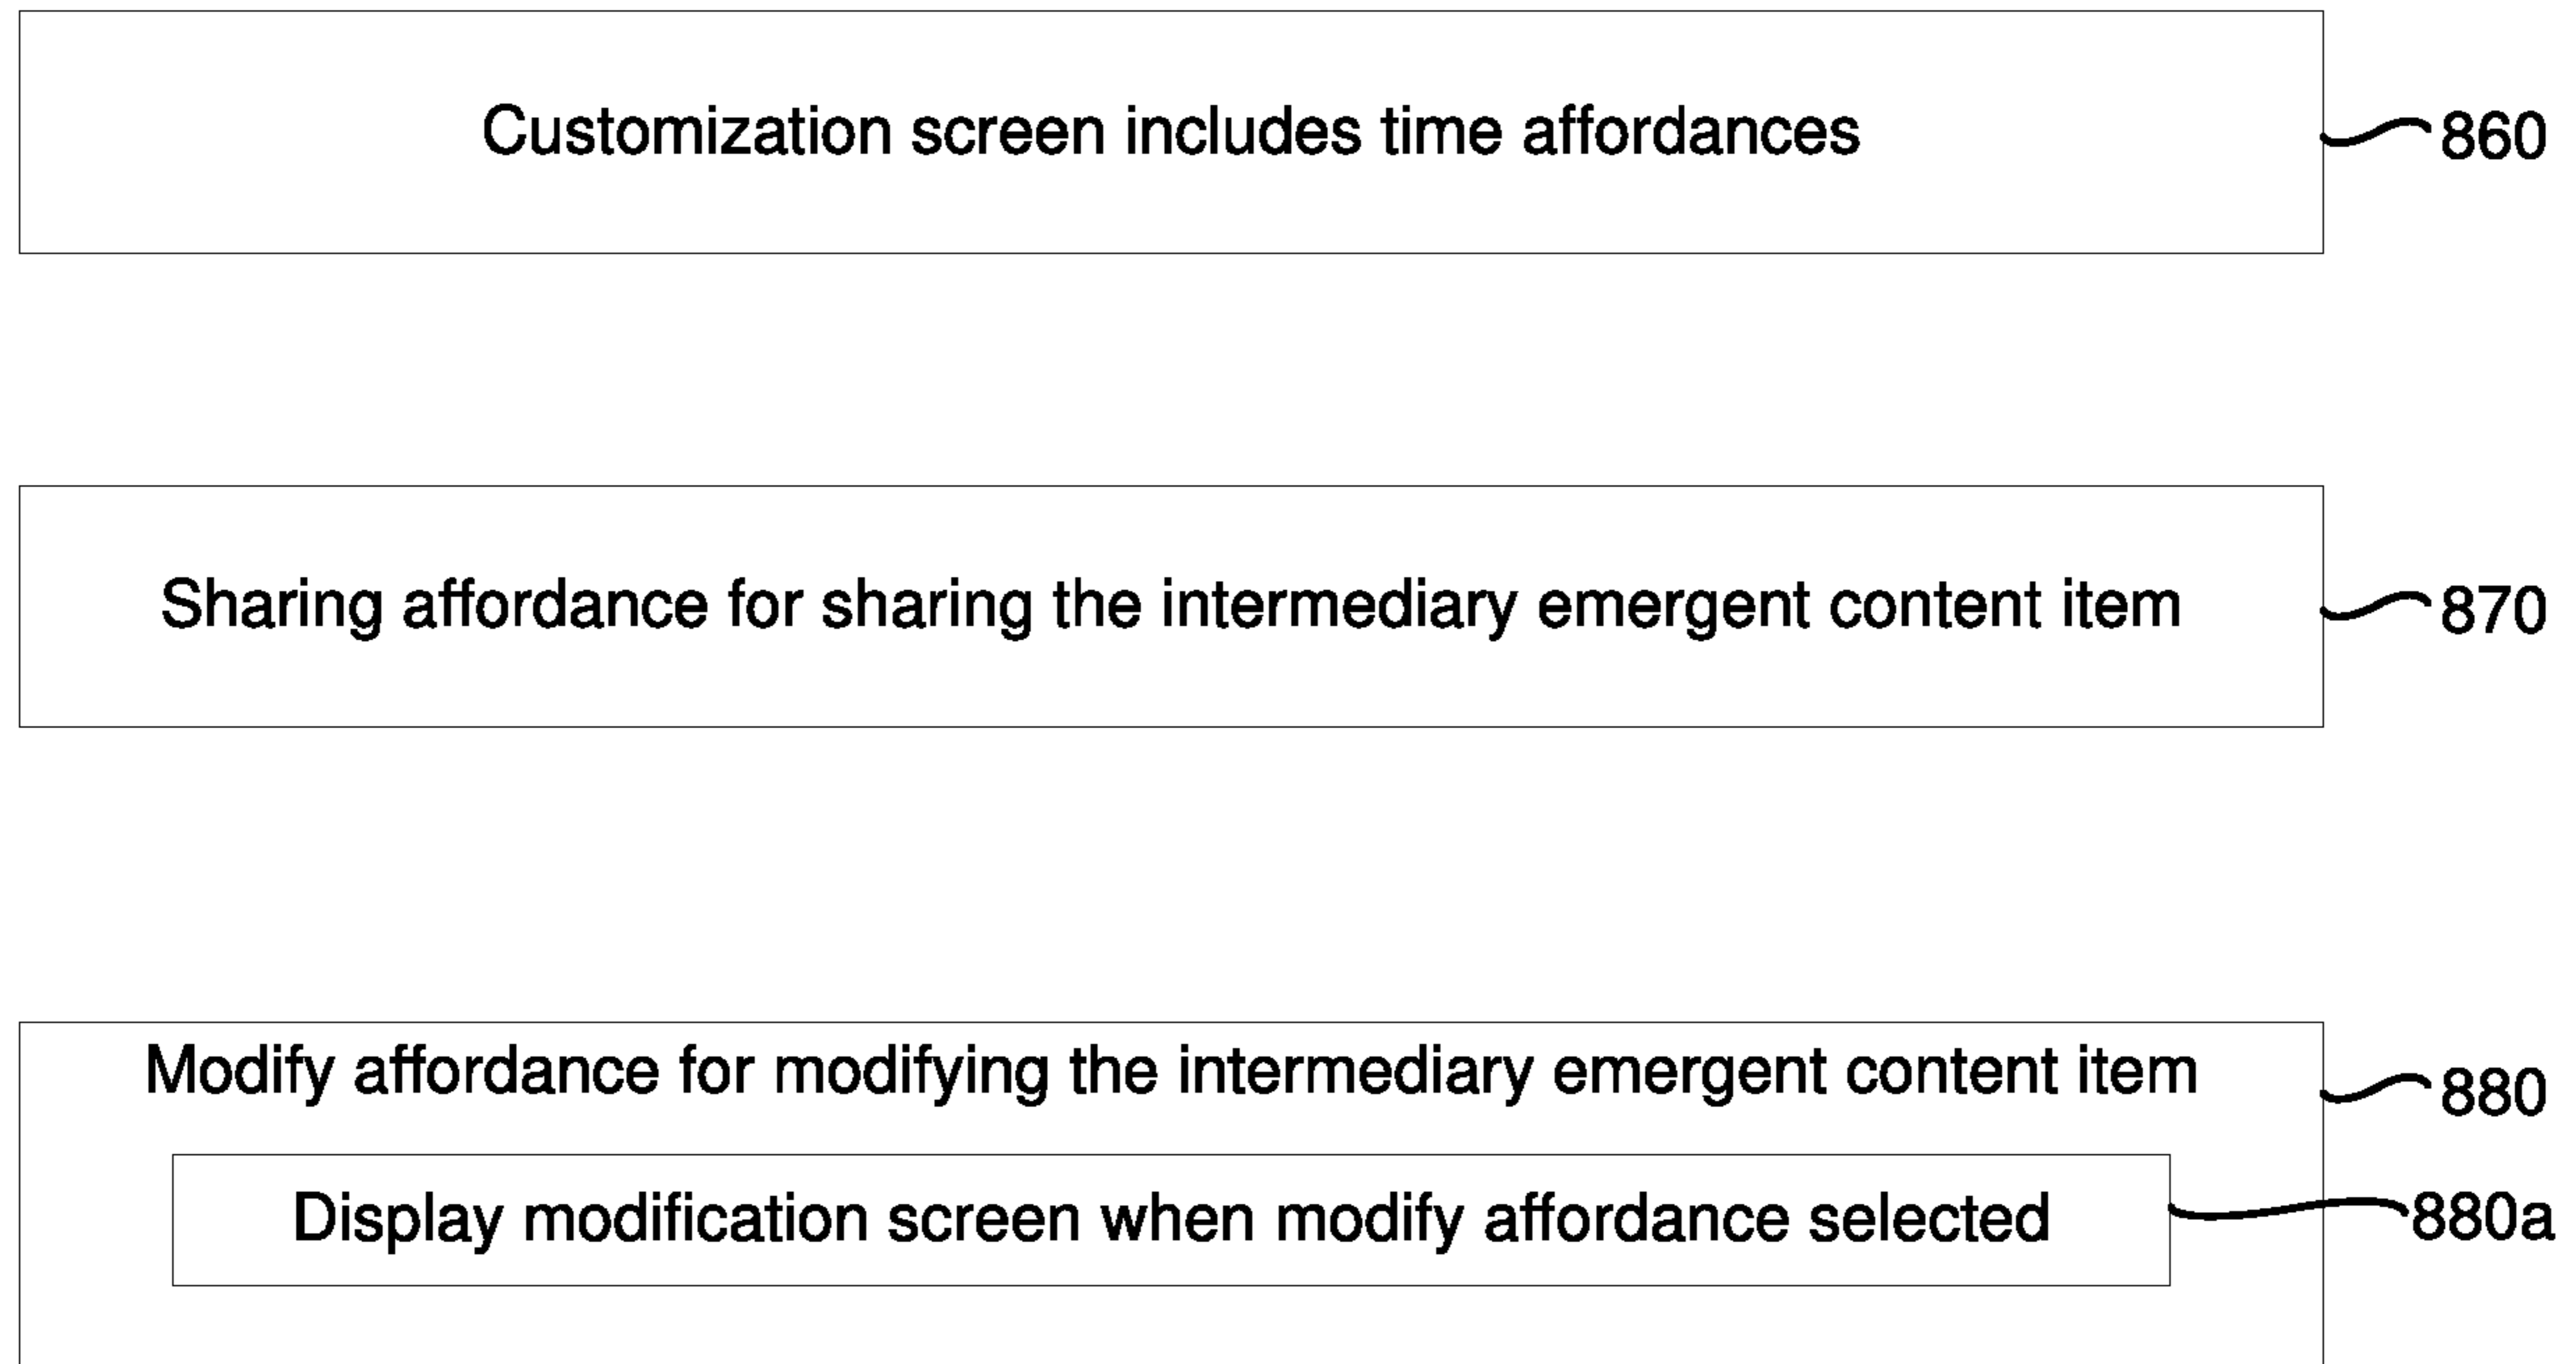 Customization screen includes time affordances
860
Sharing affordance for sharing the intermediary emergent content item
870
Modify affordance for modifying the intermediary emergent content item
880
Display modification screen when modify affordance selected
880a